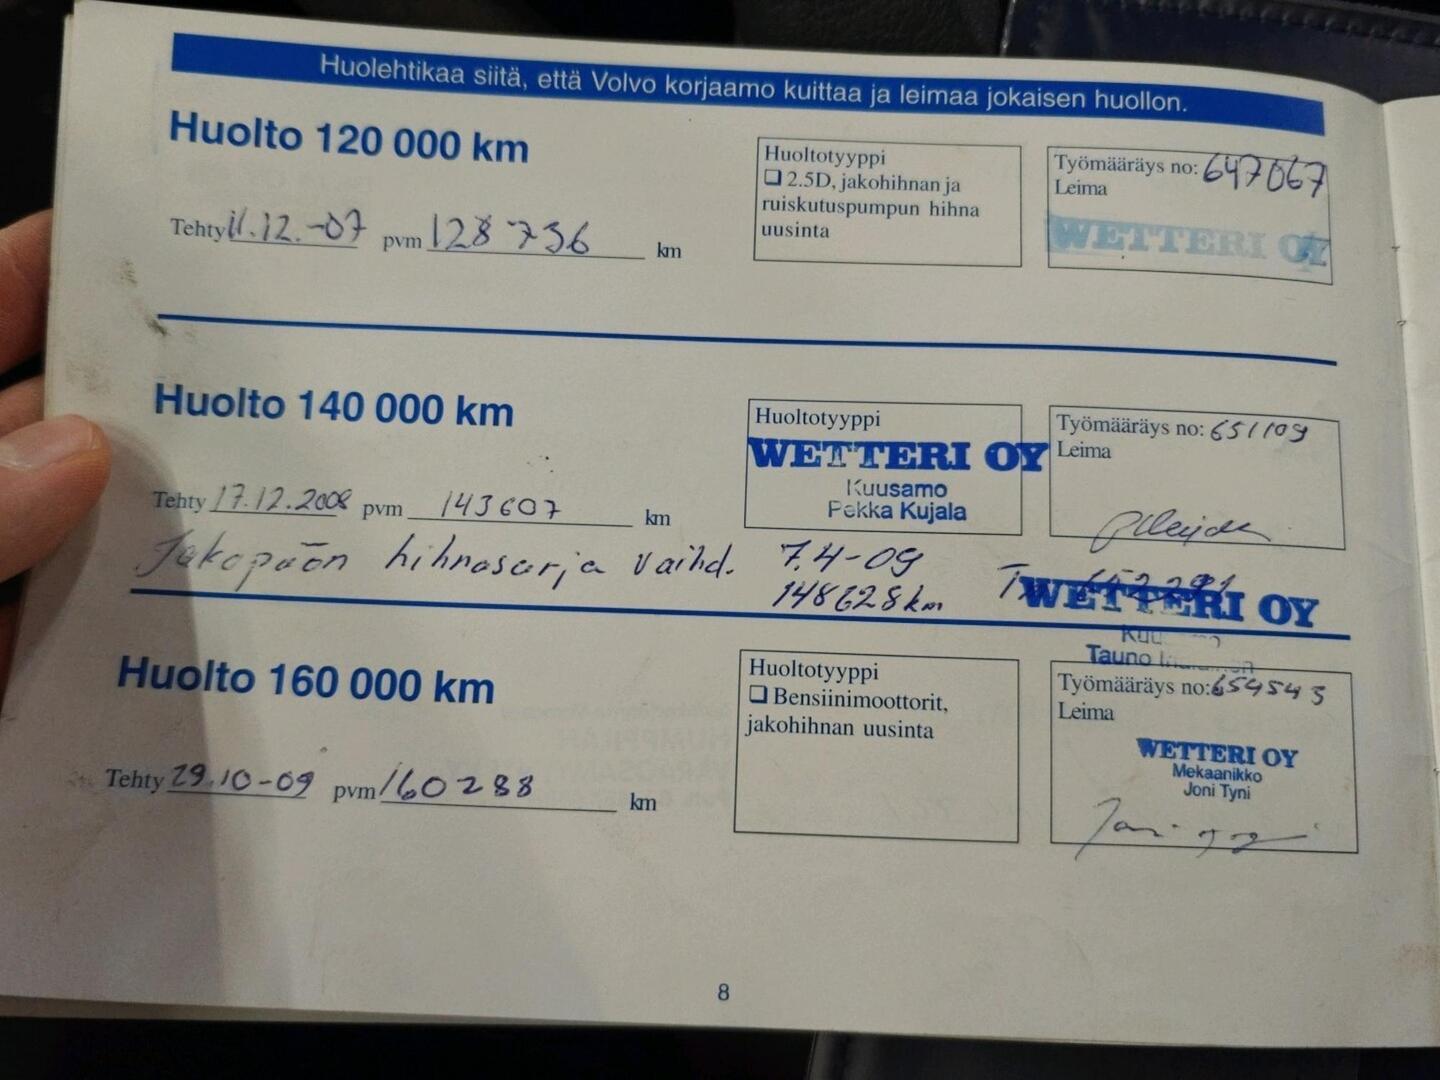 Huolehtikaa siitä, että Volvo korjaamo kuittaa ja leimaa jokaisen huollon.
Huolto 120 000 km
Tehty 11.12.-07 pvm 128 736 km
Huoltotyyppi
❏ 2.5D, jakohihnan ja
ruiskutuspumpun hihna
uusinta
Työmääräys no: 647067
Leima
WETTERI OY
Huolto 140 000 km
Tehty 17.12.2008 pvm 143607 km
Huoltotyyppi
WETTERI OY
Kuusamo
Pekka Kujala
Työmääräys no: 651109
Leima
Jakopään hihnasarja vaihd. 7.4-09
148628 km
WETTERI OY
Tauno
Huolto 160 000 km
Tehty 29.10-09 pvm 160288 km
Huoltotyyppi
❏ Bensiinimoottorit,
jakohihnan uusinta
Työmääräys no: 654543
Leima
WETTERI OY
Mekaanikko
Joni Tyni
8